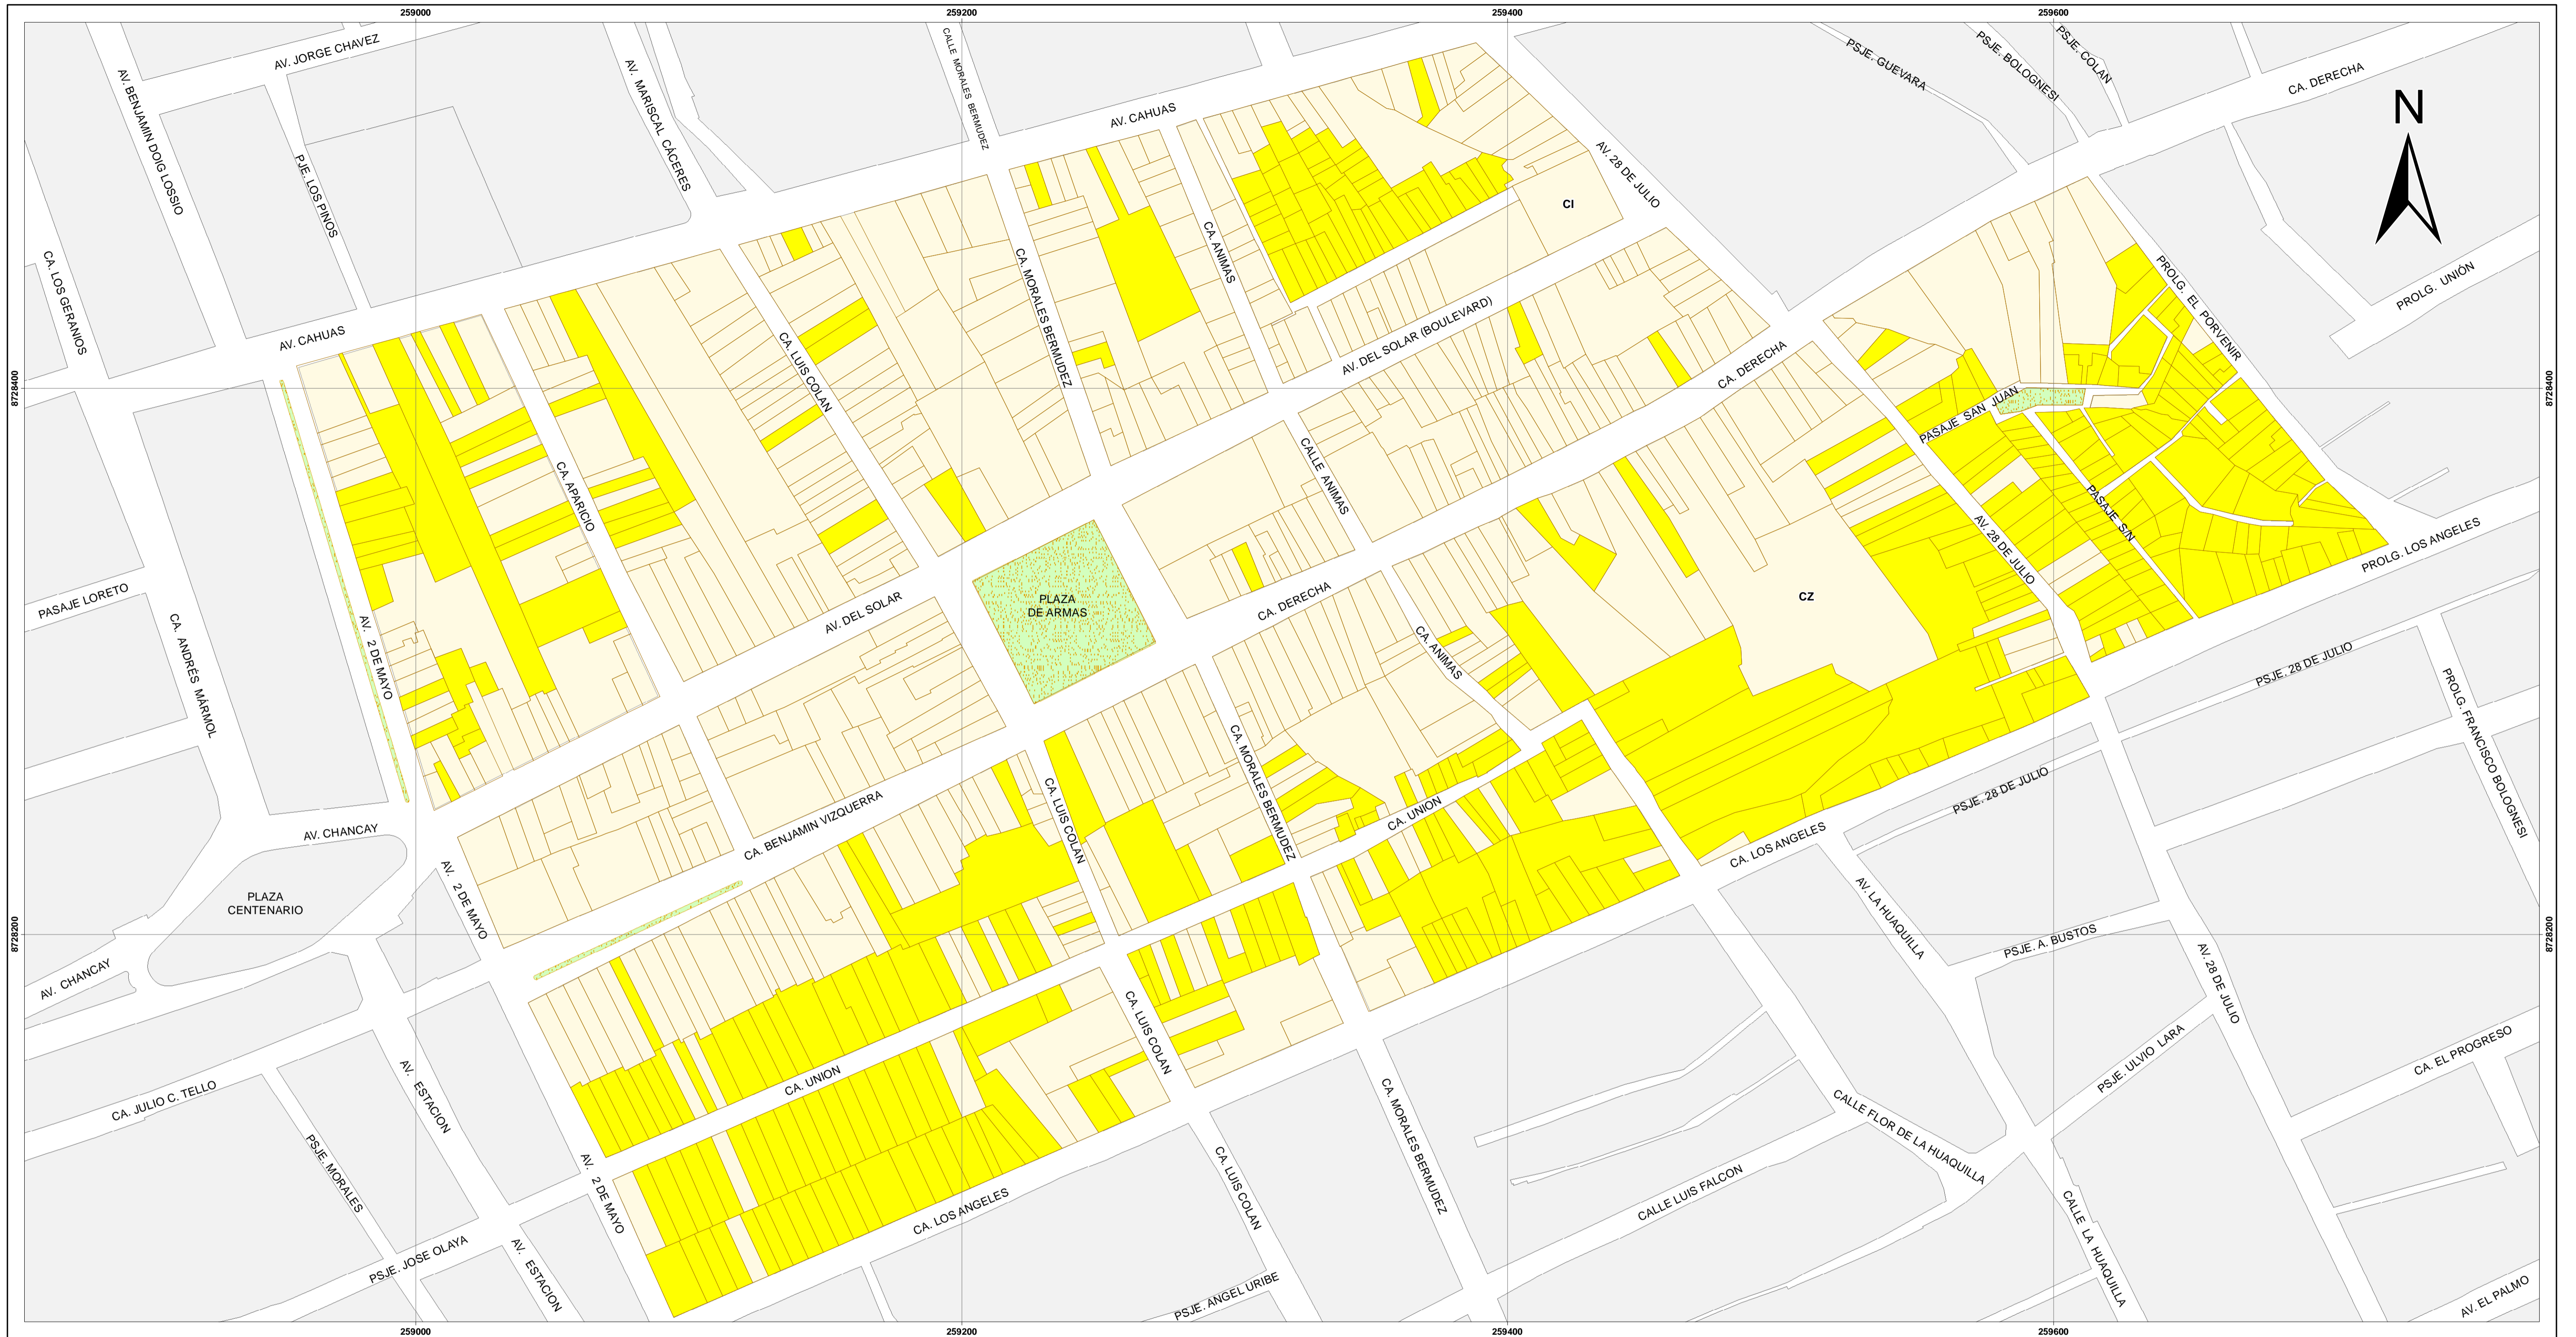 259000
259200
259400
259600
AV. JORGE CHAVEZ
AV. BENJAMIN DOIG LOSSIO
AV. MARISCAL CÁCERES
CALLE MORALES BERMUDEZ
AV. CAHUAS
PSJE. GUEVARA
PSJE. BOLOGNESI
PSJE. COLAN
CA. DERECHA
N
PJE. LOS PINOS
AV. 28 DE JULIO
CI
CA. LOS GERANIOS
CA. ANIMAS
CA. MORALES BERMUDEZ
PROLG. EL PORVENIR
PROLG. UNIÓN
AV. CAHUAS
CA. LUIS COLAN
AV. DEL SOLAR (BOULEVARD)
CA. DERECHA
8728400
8728400
PASAJE SAN JUAN
CALLE ANIMAS
CA. APARICIO
PASAJE S/N
AV. 28 DE JULIO
PROLG. LOS ANGELES
PASAJE LORETO
PLAZA
DE ARMAS
CA. DERECHA
CZ
AV. DEL SOLAR
AV. 2 DE MAYO
CA. ANDRÉS MÁRMOL
CA. ANIMAS
PSJE. 28 DE JULIO
PROLG. FRANCISCO BOLOGNESI
CA. MORALES BERMUDEZ
CA. LUIS COLAN
CA. BENJAMIN VIZQUERRA
CA. UNION
PSJE. 28 DE JULIO
AV. CHANCAY
CA. LOS ANGELES
PLAZA
CENTENARIO
AV. 2 DE MAYO
AV. LA HUAQUILLA
PSJE. A. BUSTOS
8728200
8728200
AV. CHANCAY
AV. 28 DE JULIO
CA. LUIS COLAN
CA. UNION
CA. JULIO C. TELLO
AV. ESTACION
PSJE. ULVIO LARA
CA. EL PROGRESO
CALLE FLOR DE LA HUAQUILLA
CA. MORALES BERMUDEZ
PSJE. MORALES
AV. 2 DE MAYO
CA. LUIS COLAN
CALLE LUIS FALCON
CA. LOS ANGELES
CALLE LA HUAQUILLA
PSJE. JOSE OLAYA
AV. ESTACION
PSJE. ANGEL URIBE
AV. EL PALMO
259000
259200
259400
259600